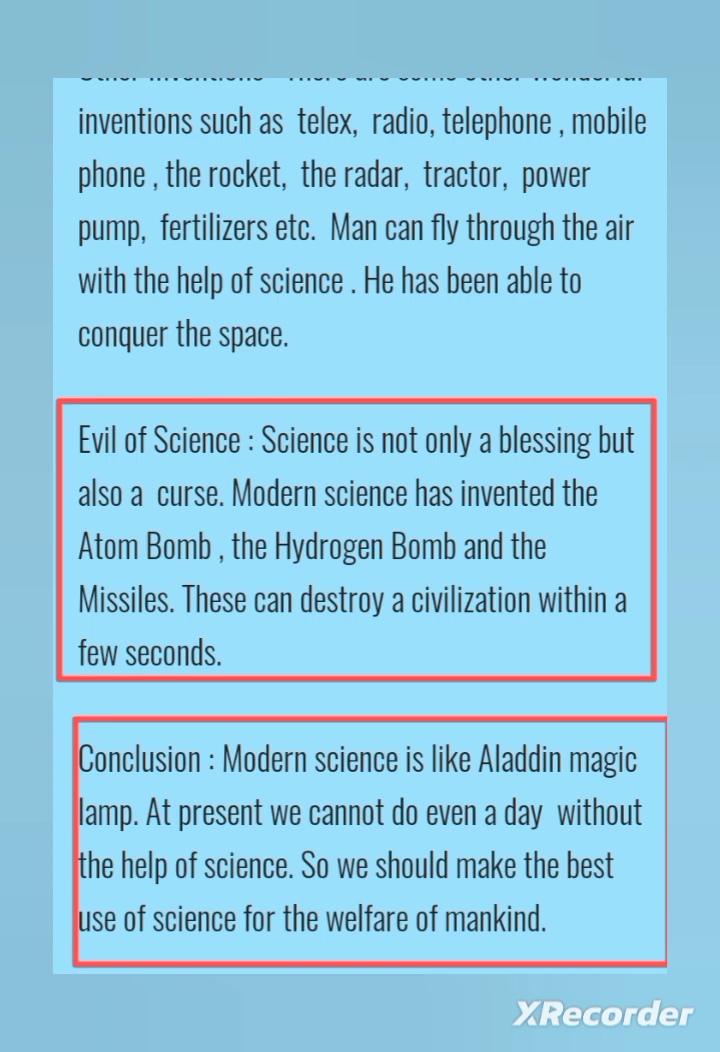 inventions such as telex, radio, telephone , mobile
phone , the rocket, the radar, tractor, power
pump, fertilizers etc. Man can fly through the air
with the help of science . He has been able to
conquer the space.
Evil of Science : Science is not only a blessing but
also a curse. Modern science has invented the
Atom Bomb , the Hydrogen Bomb and the
Missiles. These can destroy a civilization within a
few seconds.
Conclusion : Modern science is like Aladdin magic
lamp. At present we cannot do even a day without
the help of science. So we should make the best
use of science for the welfare of mankind.
XRecorder